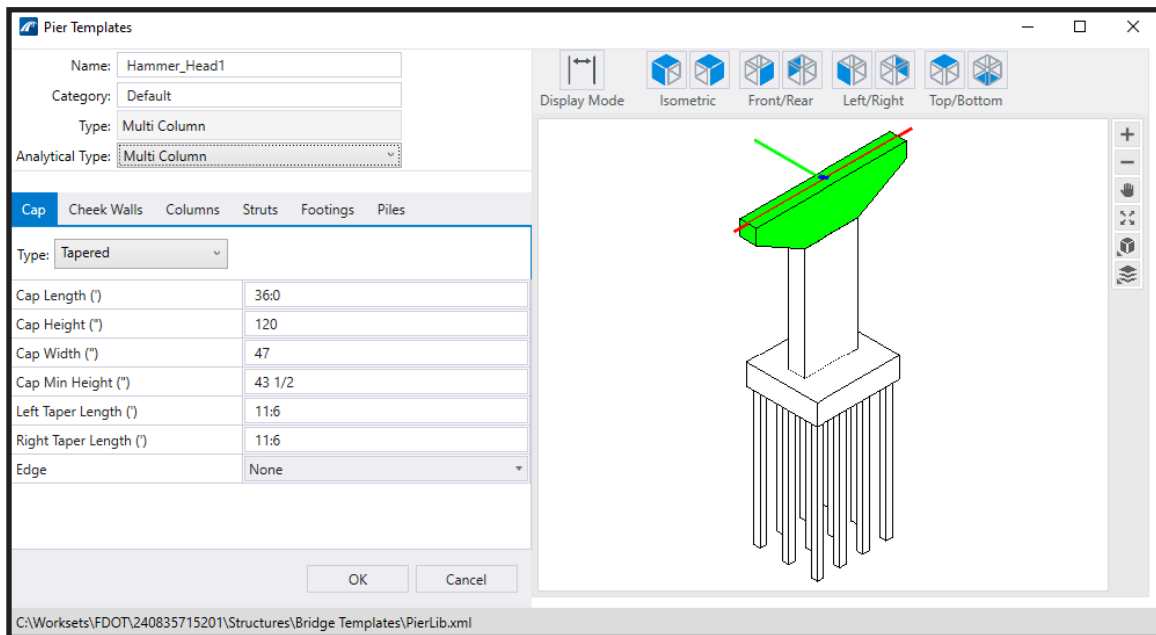 Pier Templates
Name: Hammer_Head1
Category: Default
Type: Multi Column
Analytical Type: Multi Column
Display Mode Isometric Front/Rear Left/Right Top/Bottom
Cap Cheek Walls Columns Struts Footings Piles
Type: Tapered
Cap Length (') 36:0
Cap Height (") 120
Cap Width (") 47
Cap Min Height (") 43 1/2
Left Taper Length (') 11:6
Right Taper Length (') 11:6
Edge None
OK Cancel
C:\Worksets\FDOT\240835715201\Structures\Bridge Templates\PierLib.xml